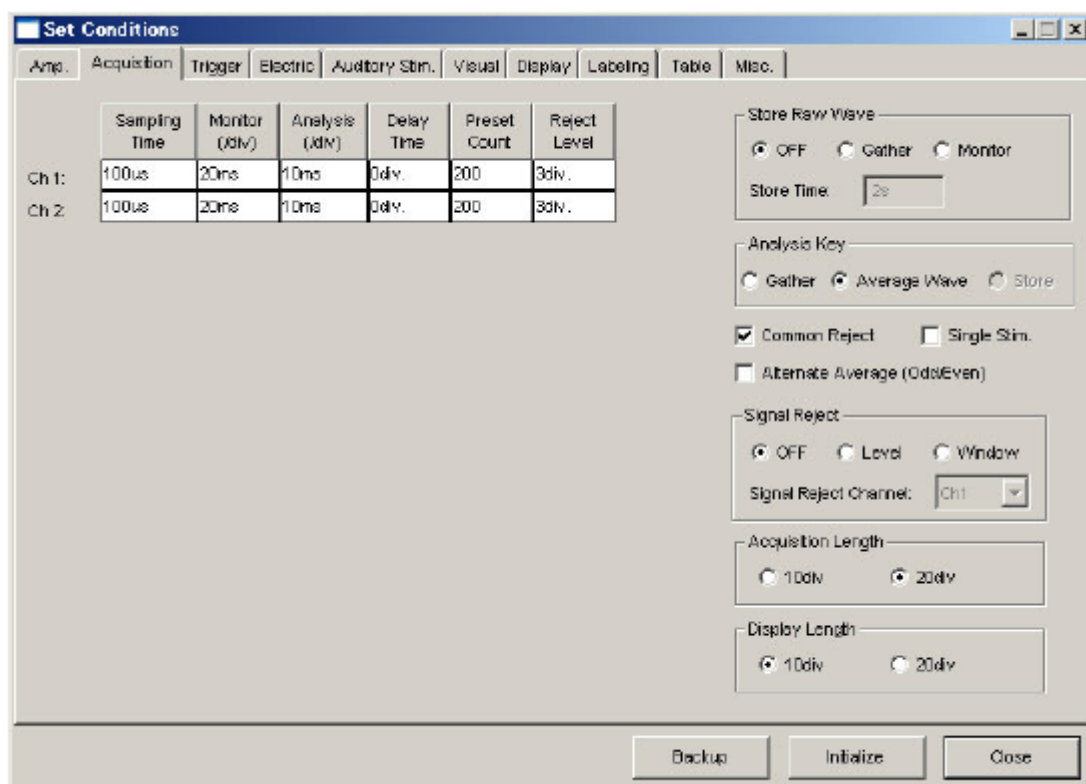 Set Conditions
Amp. Acquisition Trigger Electric Auditory Stim. Visual Display Labeling Table Misc.
Sampling Time Monitor (/div) Analysis (/div) Delay Time Preset Count Reject Level
Ch 1: 100us 20ms 10ms 0div. 200 3div.
Ch 2: 100us 20ms 10ms 0div. 200 3div.
Store Raw Wave
OFF Gather Monitor
Store Time: 2s
Analysis Key
Gather Average Wave Store
Common Reject Single Stim.
Alternate Average (Odd/Even)
Signal Reject
OFF Level Window
Signal Reject Channel: Ch1
Acquisition Length
10div 20div
Display Length
10div 20div
Backup Initialize Close